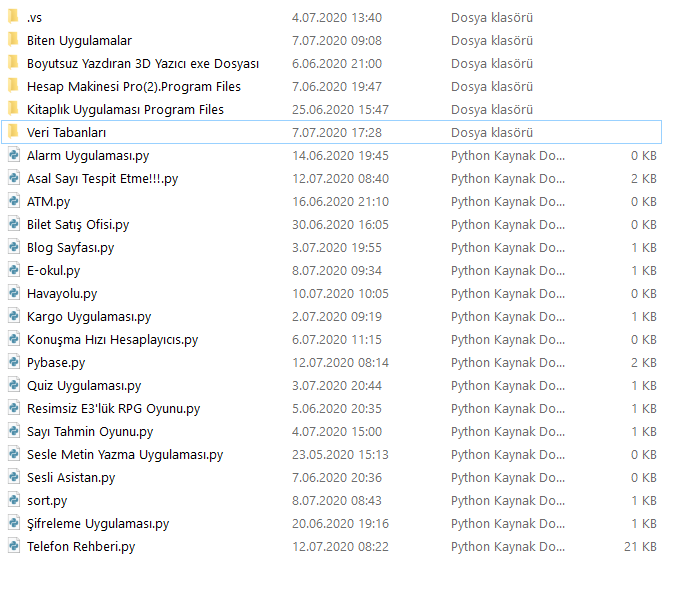 .vs 4.07.2020 13:40 Dosya klasörü
Biten Uygulamalar 7.07.2020 09:08 Dosya klasörü
Boyutsuz Yazdıran 3D Yazıcı exe Dosyası 6.06.2020 21:00 Dosya klasörü
Hesap Makinesi Pro(2).Program Files 7.06.2020 19:47 Dosya klasörü
Kitaplık Uygulaması Program Files 25.06.2020 15:47 Dosya klasörü
Veri Tabanları 7.07.2020 17:28 Dosya klasörü
Alarm Uygulaması.py 14.06.2020 19:45 Python Kaynak Do... 0 KB
Asal Sayı Tespit Etme!!!.py 12.07.2020 08:40 Python Kaynak Do... 2 KB
ATM.py 16.06.2020 21:10 Python Kaynak Do... 0 KB
Bilet Satış Ofisi.py 30.06.2020 16:05 Python Kaynak Do... 0 KB
Blog Sayfası.py 3.07.2020 19:55 Python Kaynak Do... 1 KB
E-okul.py 8.07.2020 09:34 Python Kaynak Do... 1 KB
Havayolu.py 10.07.2020 10:05 Python Kaynak Do... 0 KB
Kargo Uygulaması.py 2.07.2020 09:19 Python Kaynak Do... 1 KB
Konuşma Hızı Hesaplayıcıs.py 6.07.2020 11:15 Python Kaynak Do... 0 KB
Pybase.py 12.07.2020 08:14 Python Kaynak Do... 2 KB
Quiz Uygulaması.py 3.07.2020 20:44 Python Kaynak Do... 1 KB
Resimsiz E3'lük RPG Oyunu.py 5.06.2020 20:35 Python Kaynak Do... 1 KB
Sayı Tahmin Oyunu.py 4.07.2020 15:00 Python Kaynak Do... 1 KB
Sesle Metin Yazma Uygulaması.py 23.05.2020 15:13 Python Kaynak Do... 0 KB
Sesli Asistan.py 7.06.2020 20:36 Python Kaynak Do... 0 KB
sort.py 8.07.2020 08:43 Python Kaynak Do... 1 KB
Şifreleme Uygulaması.py 20.06.2020 19:16 Python Kaynak Do... 1 KB
Telefon Rehberi.py 12.07.2020 08:22 Python Kaynak Do... 21 KB